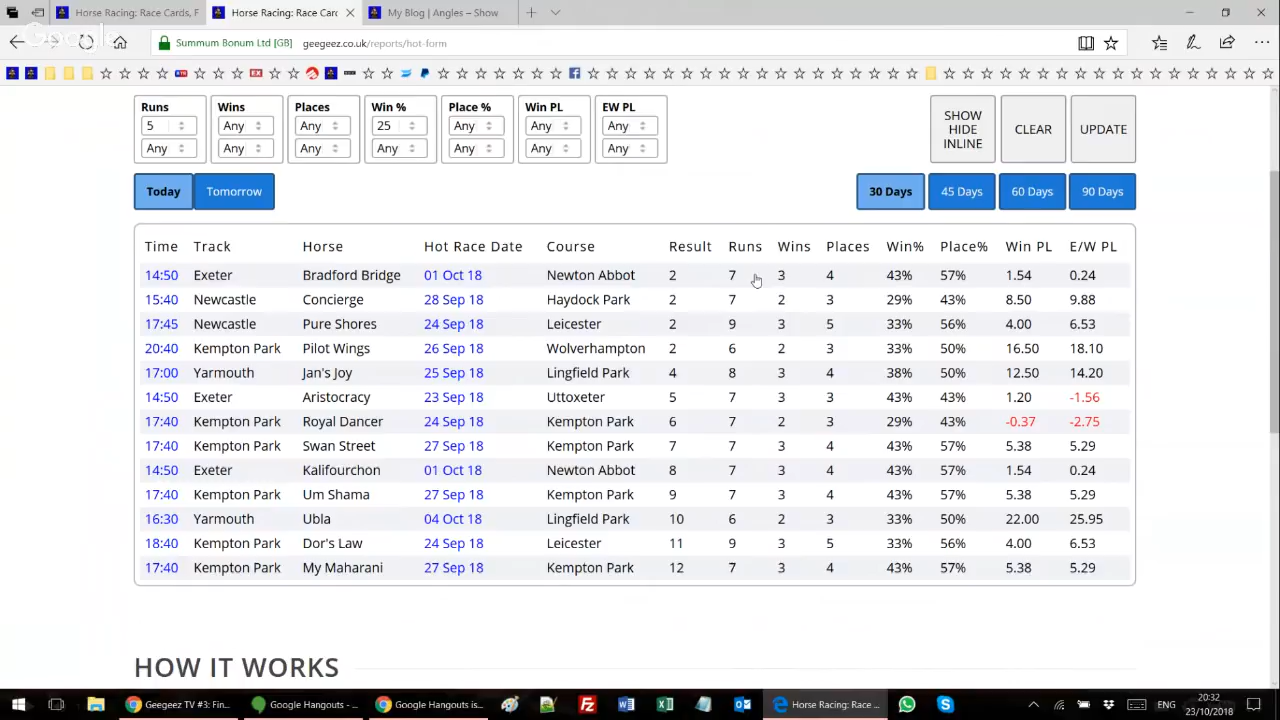 Horse Racing: Race Cards, F
Horse Racing: Race Card
My Blog | Angles – Show
Google
Summum Bonum Ltd [GB]
geegeez.co.uk/reports/hot-form
Runs Wins Places Win % Place % Win PL EW PL
5 Any Any 25 Any Any Any
Any Any Any Any Any Any Any
SHOW HIDE INLINE CLEAR UPDATE
Today Tomorrow 30 Days 45 Days 60 Days 90 Days
Time Track Horse Hot Race Date Course Result Runs Wins Places Win% Place% Win PL E/W PL
14:50 Exeter Bradford Bridge 01 Oct 18 Newton Abbot 2 7 3 4 43% 57% 1.54 0.24
15:40 Newcastle Concierge 28 Sep 18 Haydock Park 2 7 2 3 29% 43% 8.50 9.88
17:45 Newcastle Pure Shores 24 Sep 18 Leicester 2 9 3 5 33% 56% 4.00 6.53
20:40 Kempton Park Pilot Wings 26 Sep 18 Wolverhampton 2 6 2 3 33% 50% 16.50 18.10
17:00 Yarmouth Jan's Joy 25 Sep 18 Lingfield Park 4 8 3 4 38% 50% 12.50 14.20
14:50 Exeter Aristocracy 23 Sep 18 Uttoxeter 5 7 3 3 43% 43% 1.20 -1.56
17:40 Kempton Park Royal Dancer 24 Sep 18 Kempton Park 6 7 2 3 29% 43% -0.37 -2.75
17:40 Kempton Park Swan Street 27 Sep 18 Kempton Park 7 7 3 4 43% 57% 5.38 5.29
14:50 Exeter Kalifourchon 01 Oct 18 Newton Abbot 8 7 3 4 43% 57% 1.54 0.24
17:40 Kempton Park Um Shama 27 Sep 18 Kempton Park 9 7 3 4 43% 57% 5.38 5.29
16:30 Yarmouth Ubla 04 Oct 18 Lingfield Park 10 6 2 3 33% 50% 22.00 25.95
18:40 Kempton Park Dor's Law 24 Sep 18 Leicester 11 9 3 5 33% 56% 4.00 6.53
17:40 Kempton Park My Maharani 27 Sep 18 Kempton Park 12 7 3 4 43% 57% 5.38 5.29
HOW IT WORKS
Geegeez TV #3: Fin...
Google Hangouts - ...
Google Hangouts is...
Horse Racing: Race ...
ENG
20:32
23/10/2018